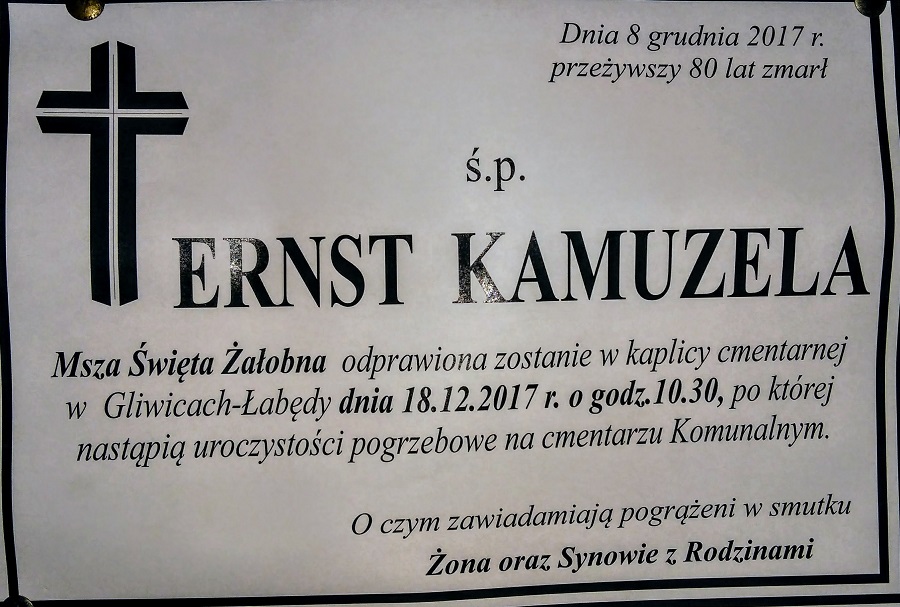 Dnia 8 grudnia 2017 r.
przeżywszy 80 lat zmarł
ś.p.
ERNST KAMUZELA
Msza Święta Żałobna odprawiona zostanie w kaplicy cmentarnej
w Gliwicach-Łabędy dnia 18.12.2017 r. o godz.10.30, po której
nastąpią uroczystości pogrzebowe na cmentarzu Komunalnym.
O czym zawiadamiają pogrążeni w smutku
Żona oraz Synowie z Rodzinami